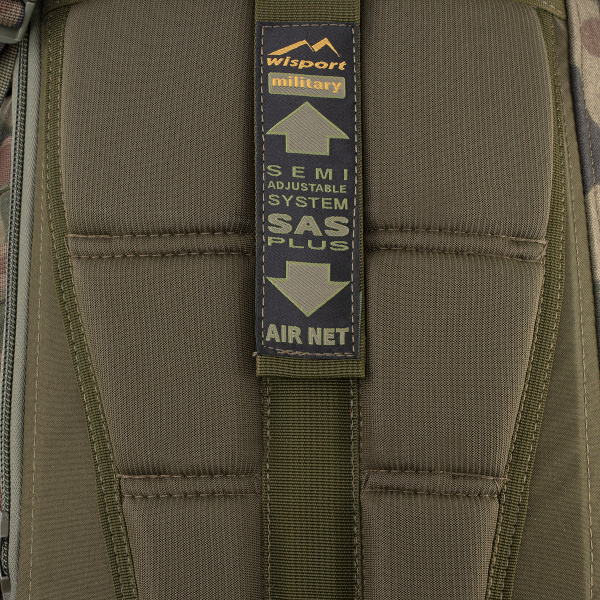 wisport
military
SEMI
ADJUSTABLE
SYSTEM
SAS
PLUS
AIR NET